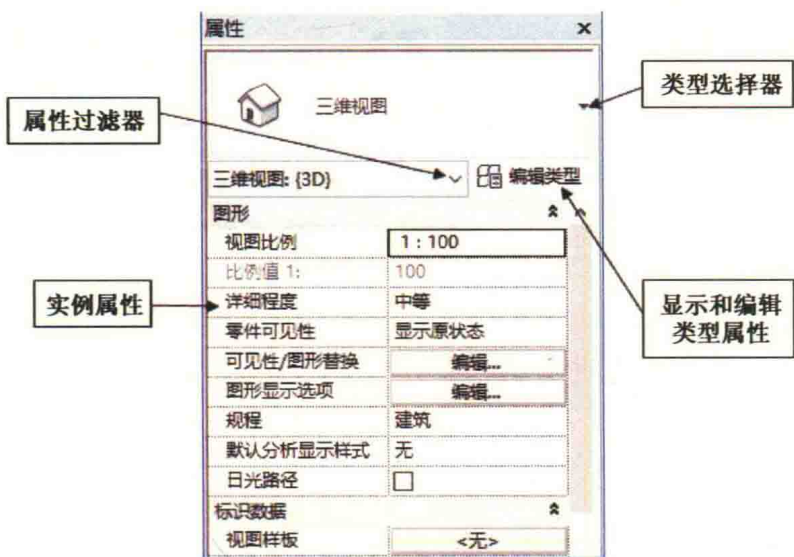 属性 ×
三维视图
类型选择器
属性过滤器
三维视图: {3D} 编辑类型
图形
视图比例 1 : 100
比例值 1: 100
实例属性
详细程度 中等
显示和编辑
类型属性
零件可见性 显示原状态
可见性/图形替换 编辑...
图形显示选项 编辑...
规程 建筑
默认分析显示样式 无
日光路径
标识数据
视图样板 <无>